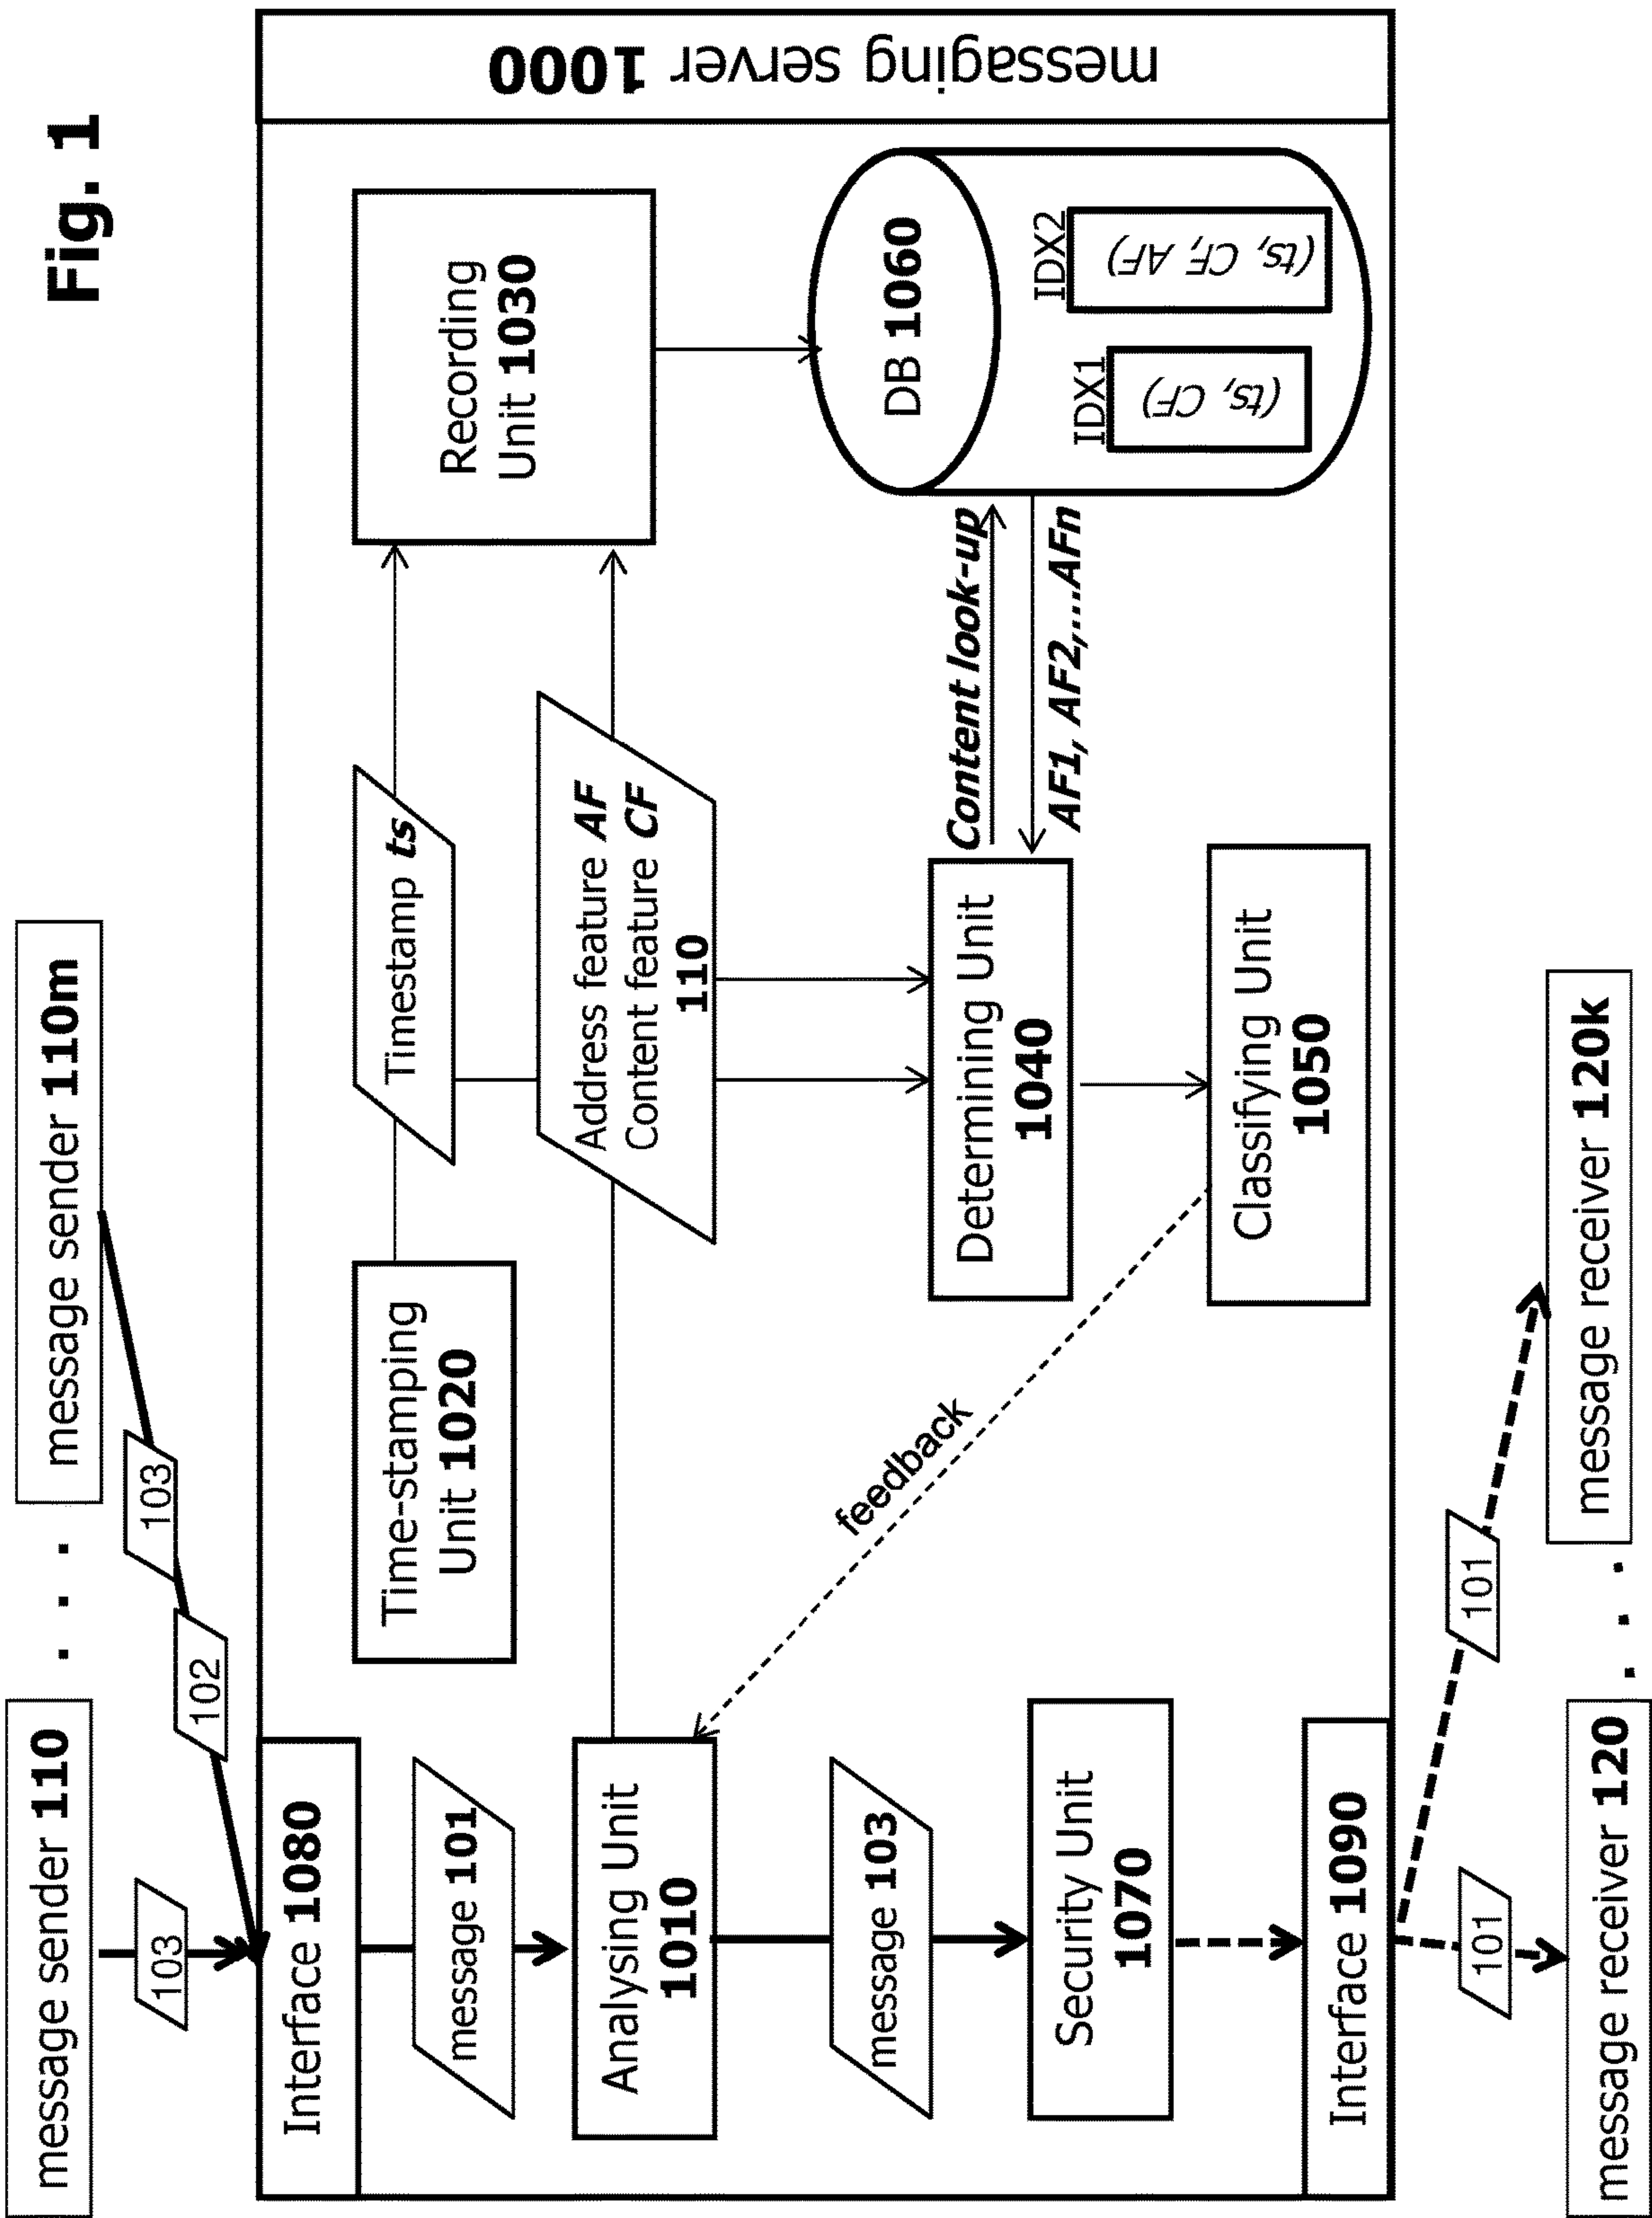 Fig. 1
message sender 110
. . .
message sender 110m
103
102
103
messaging server 1000
Interface 1080
message 101
Analysing Unit
1010
message 103
Security Unit
1070
Interface 1090
Time-stamping
Unit 1020
Timestamp ts
Address feature AF
Content feature CF
110
Recording
Unit 1030
Determining Unit
1040
Content look-up
AF1, AF2,...AFn
DB 1060
IDX1
(ts, CF)
IDX2
(ts, CF, AF)
Classifying Unit
1050
feedback
101
101
message receiver 120
. . .
message receiver 120k